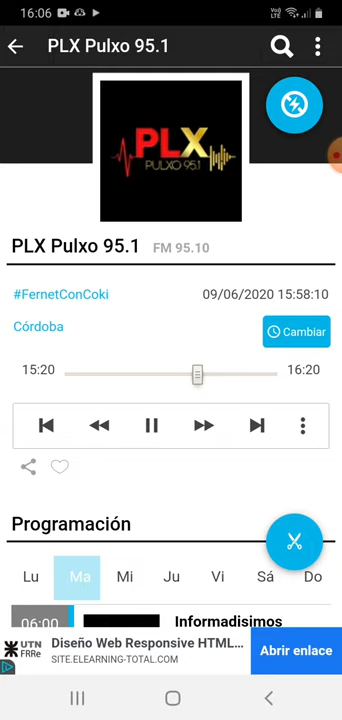 16:06
Vo)) LTE
PLX Pulxo 95.1
PLX
PULXO 95.1
PLX Pulxo 95.1 FM 95.10
#FernetConCoki 09/06/2020 15:58:10
Córdoba
Cambiar
15:20 16:20
Programación
Lu Ma Mi Ju Vi Sá Do
06:00 Informadisimos
UTN FRRe
Diseño Web Responsive HTML...
SITE.ELEARNING-TOTAL.COM
Abrir enlace